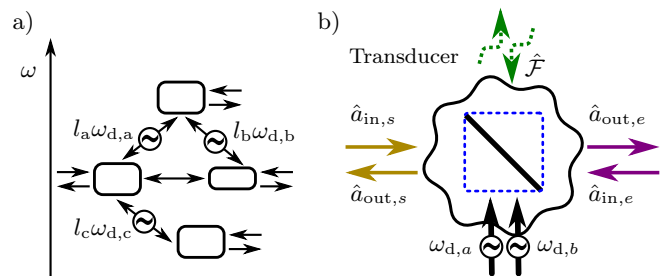 a)
ω
l_a ω_d,a
l_b ω_d,b
l_c ω_d,c
b)
Transducer
ℱ̂
â_in,s
â_out,e
â_out,s
â_in,e
ω_d,a
ω_d,b